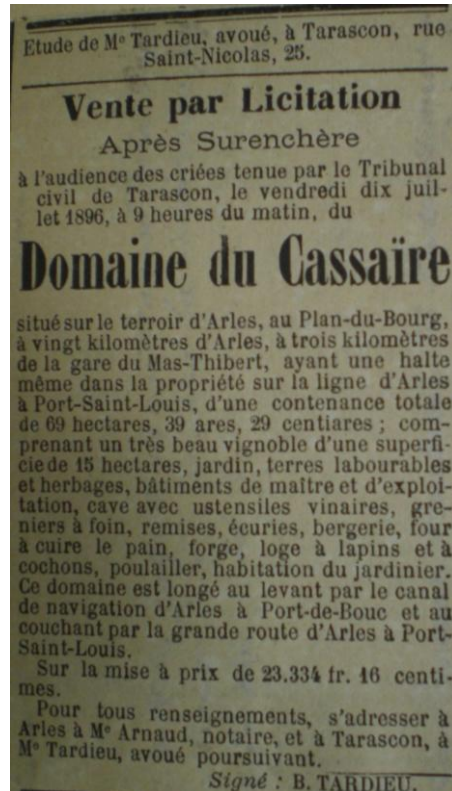 Etude de Me Tardieu, avoué, à Tarascon, rue
Saint-Nicolas, 25.
Vente par Licitation
Après Surenchère
à l'audience des criées tenue par le Tribunal
civil de Tarascon, le vendredi dix juil-
let 1896, à 9 heures du matin, du
Domaine du Cassaïre
situé sur le terroir d'Arles, au Plan-du-Bourg,
à vingt kilomètres d'Arles, à trois kilomètres
de la gare du Mas-Thibert, ayant une halte
même dans la propriété sur la ligne d'Arles
à Port-Saint-Louis, d'une contenance totale
de 69 hectares, 39 ares, 29 centiares ; com-
prenant un très beau vignoble d'une superfi-
cie de 15 hectares, jardin, terres labourables
et herbages, bâtiments de maître et d'exploi-
tation, cave avec ustensiles vinaires, gre-
niers à foin, remises, écuries, bergerie, four
à cuire le pain, forge, loge à lapins et à
cochons, poulailler, habitation du jardinier.
Ce domaine est longé au levant par le canal
de navigation d'Arles à Port-de-Bouc et au
couchant par la grande route d'Arles à Port-
Saint-Louis.
Sur la mise à prix de 23.334 fr. 16 centi-
mes.
Pour tous renseignements, s'adresser à
Arles à Me Arnaud, notaire, et à Tarascon, à
Me Tardieu, avoué poursuivant.
Signé : B. TARDIEU.